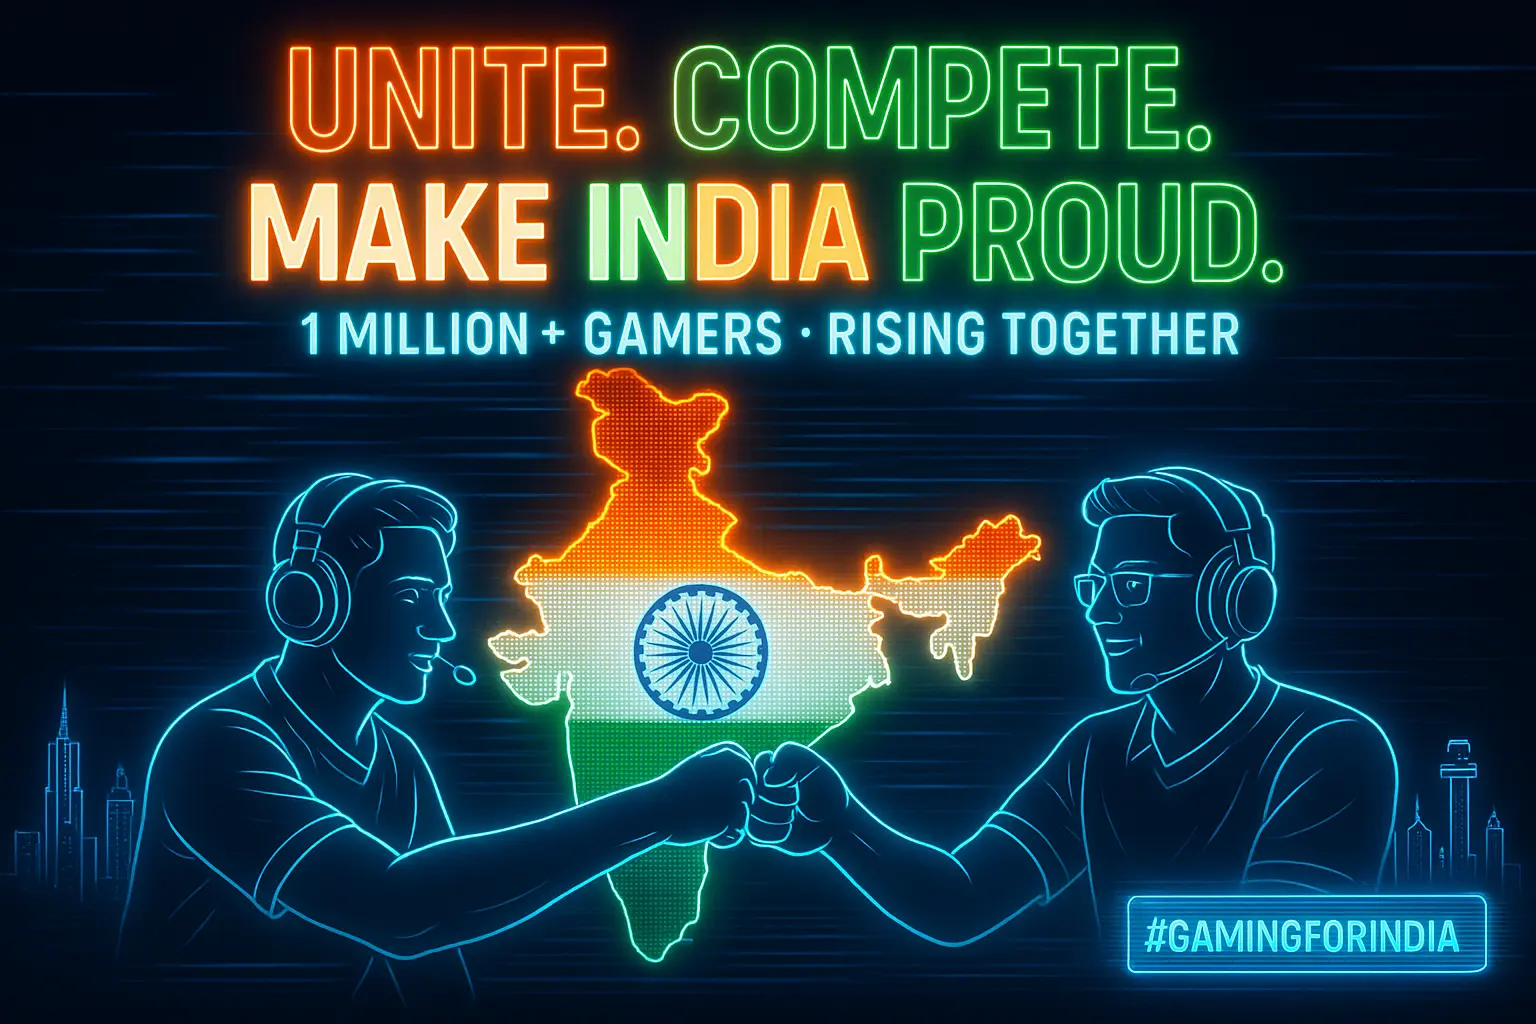 UNITE. COMPETE.
MAKE INDIA PROUD.
1 MILLION + GAMERS · RISING TOGETHER
#GAMINGFORINDIA